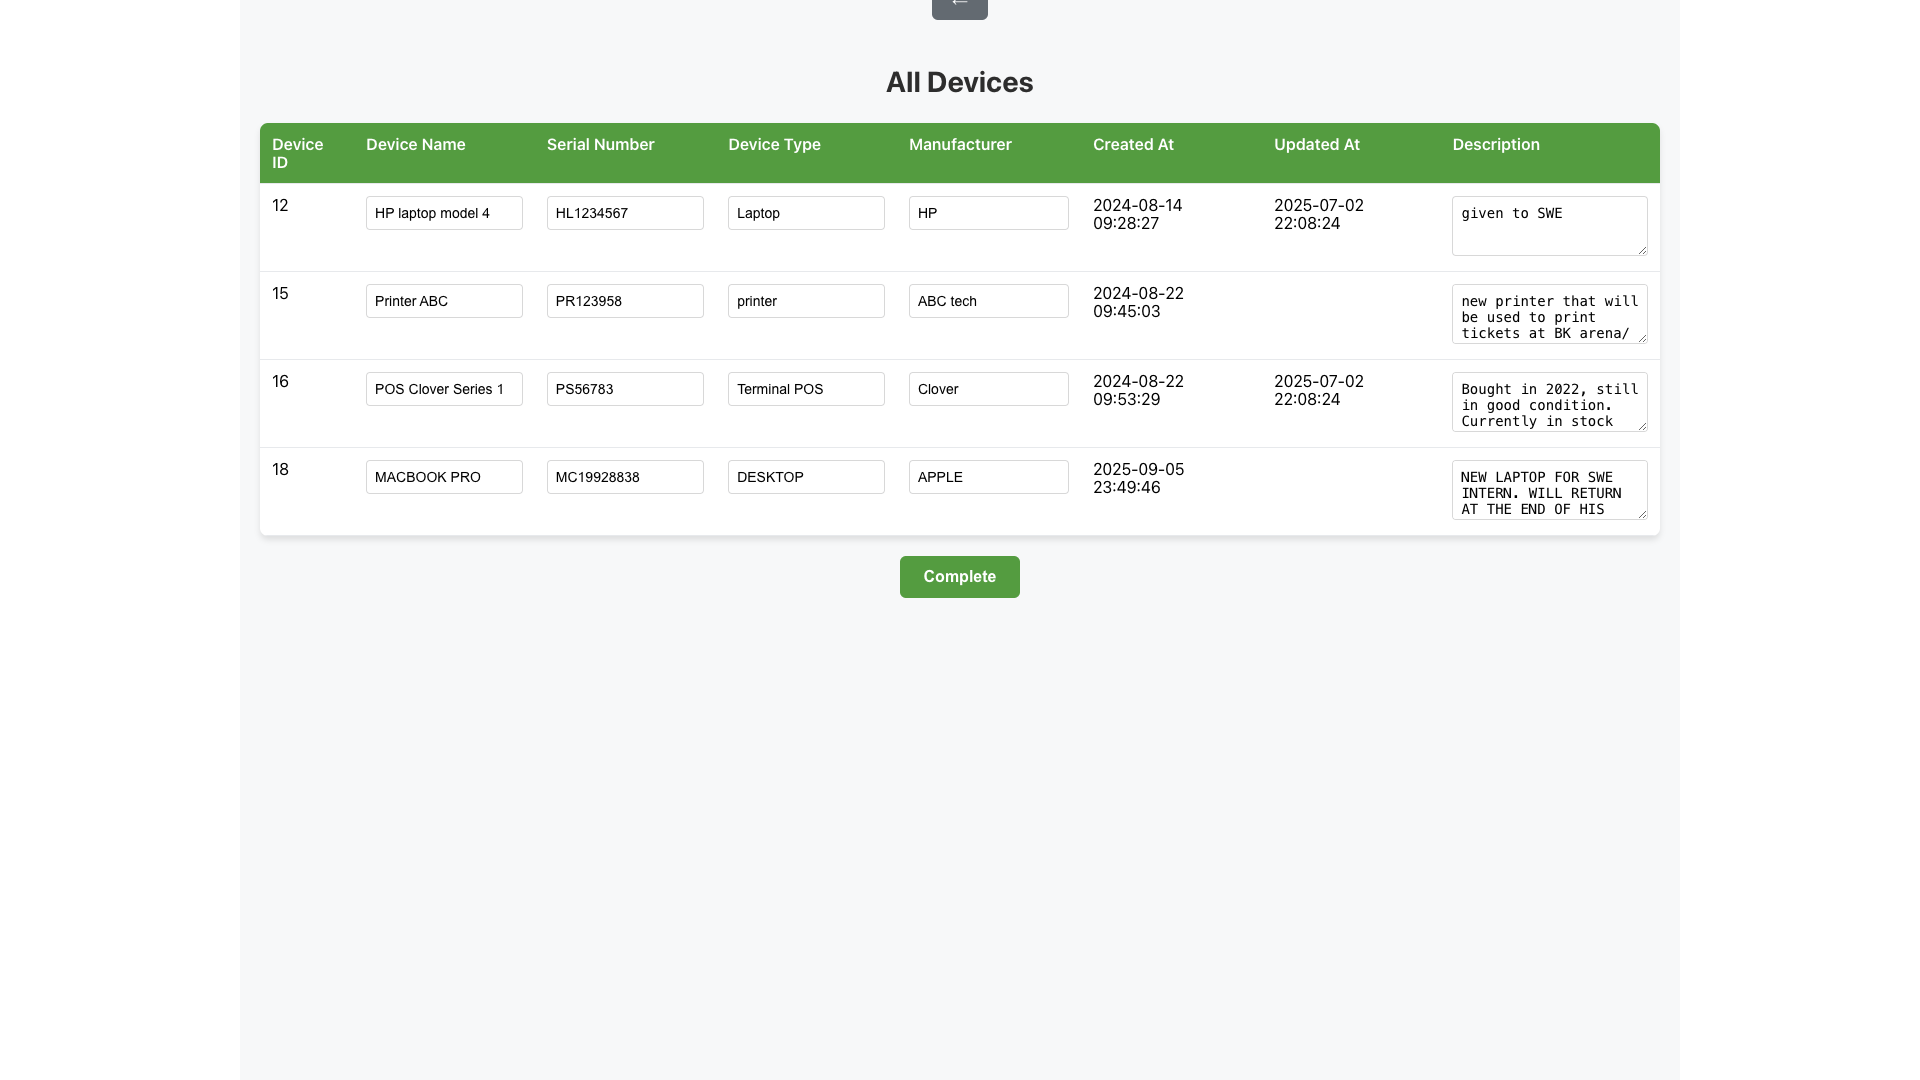 ←
All Devices
Device ID Device Name Serial Number Device Type Manufacturer Created At Updated At Description
12 HP laptop model 4 HL1234567 Laptop HP 2024-08-14 09:28:27 2025-07-02 22:08:24 given to SWE
15 Printer ABC PR123958 printer ABC tech 2024-08-22 09:45:03 new printer that will be used to print tickets at BK arena/
16 POS Clover Series 1 PS56783 Terminal POS Clover 2024-08-22 09:53:29 2025-07-02 22:08:24 Bought in 2022, still in good condition. Currently in stock
18 MACBOOK PRO MC19928838 DESKTOP APPLE 2025-09-05 23:49:46 NEW LAPTOP FOR SWE INTERN. WILL RETURN AT THE END OF HIS
Complete